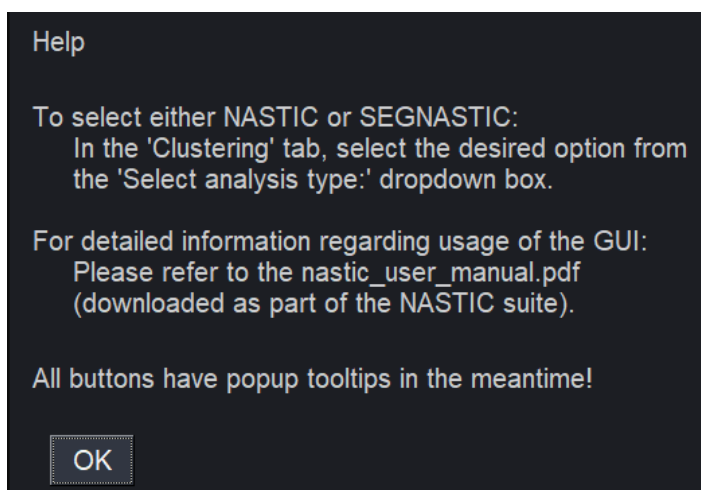 Help
To select either NASTIC or SEGNASTIC:
In the 'Clustering' tab, select the desired option from
the 'Select analysis type:' dropdown box.
For detailed information regarding usage of the GUI:
Please refer to the nastic_user_manual.pdf
(downloaded as part of the NASTIC suite).
All buttons have popup tooltips in the meantime!
OK